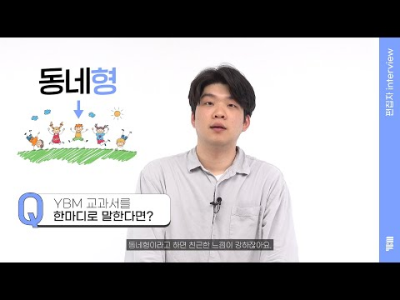 동네형
Q
YBM 교과서를
한마디로 말한다면?
동네형이라고 하면 친근한 느낌이 강하잖아요.
편집자 interview
YBM